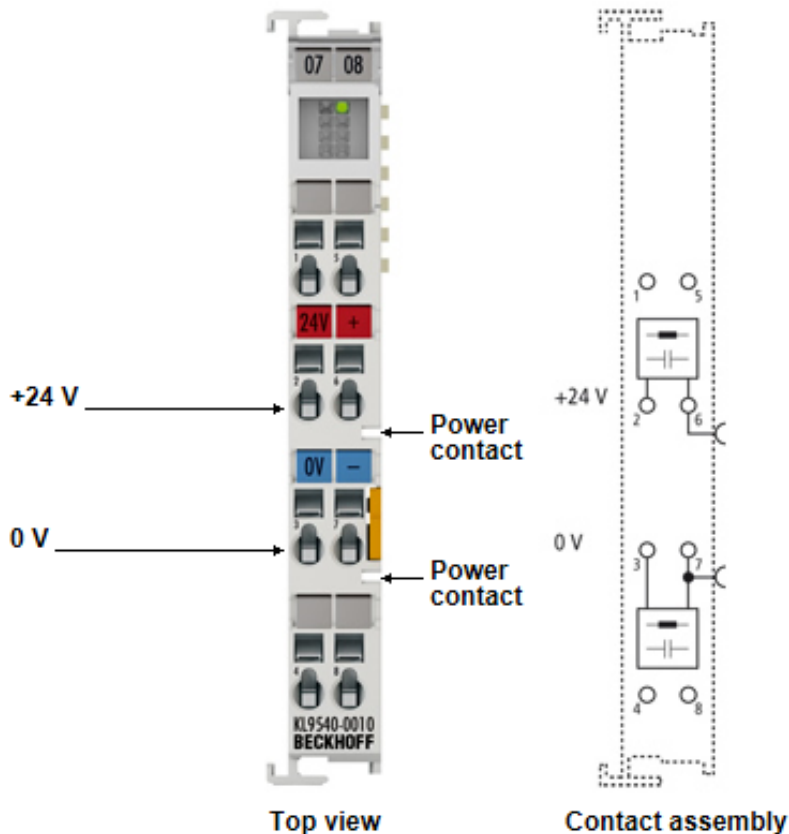 07 08
1 5
24V +
2 6
+24 V
Power
contact
0V −
3 7
0 V
Power
contact
4 8
KL9540-0010
BECKHOFF
Top view
1 5
+24 V
2 6
0 V
3 7
4 8
Contact assembly